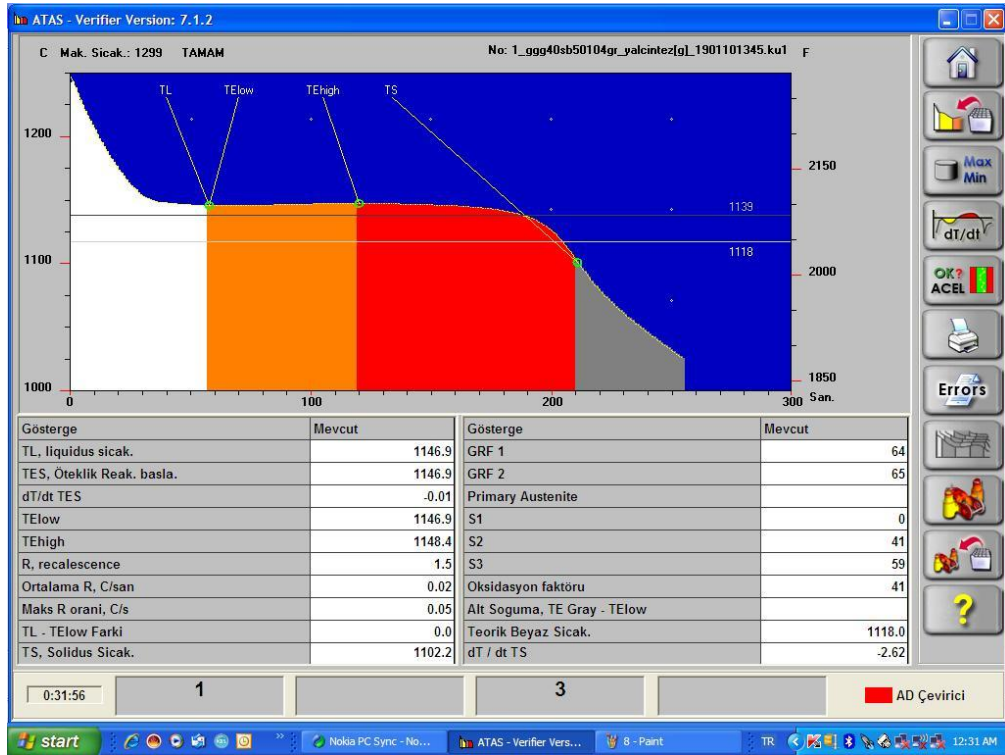 ATAS - Verifier Version: 7.1.2
C Mak. Sicak.: 1299 TAMAM No: 1_ggg40sb50104gr_yalcintez[g]_1901101345.ku1 F
TL TElow TEhigh TS
1200
2150
1139
1118
1100
2000
1000
1850
0 100 200 300 San.
Gösterge Mevcut Gösterge Mevcut
TL, liquidus sicak. 1146.9 GRF 1 64
TES, Öteklik Reak. basla. 1146.9 GRF 2 65
dT/dt TES -0.01 Primary Austenite
TElow 1146.9 S1 0
TEhigh 1148.4 S2 41
R, recalescence 1.5 S3 59
Ortalama R, C/san 0.02 Oksidasyon faktöru 41
Maks R orani, C/s 0.05 Alt Soguma, TE Gray - TElow
TL - TElow Farki 0.0 Teorik Beyaz Sicak. 1118.0
TS, Solidus Sicak. 1102.2 dT / dt TS -2.62
0:31:56 1 3 AD Çevirici
Max
Min
dT/dt
OK?
ACEL
Errors
?
start Nokia PC Sync - No... ATAS - Verifier Vers... 8 - Paint TR 12:31 AM